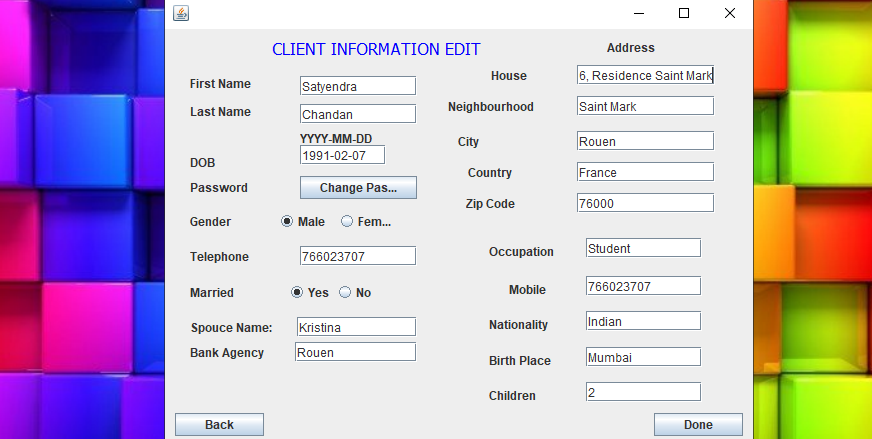 CLIENT INFORMATION EDIT
First Name Satyendra
Last Name Chandan
YYYY-MM-DD
DOB 1991-02-07
Password Change Pas...
Gender Male Fem...
Telephone 766023707
Married Yes No
Spouce Name: Kristina
Bank Agency Rouen
Back
Address
House 6, Residence Saint Mark
Neighbourhood Saint Mark
City Rouen
Country France
Zip Code 76000
Occupation Student
Mobile 766023707
Nationality Indian
Birth Place Mumbai
Children 2
Done